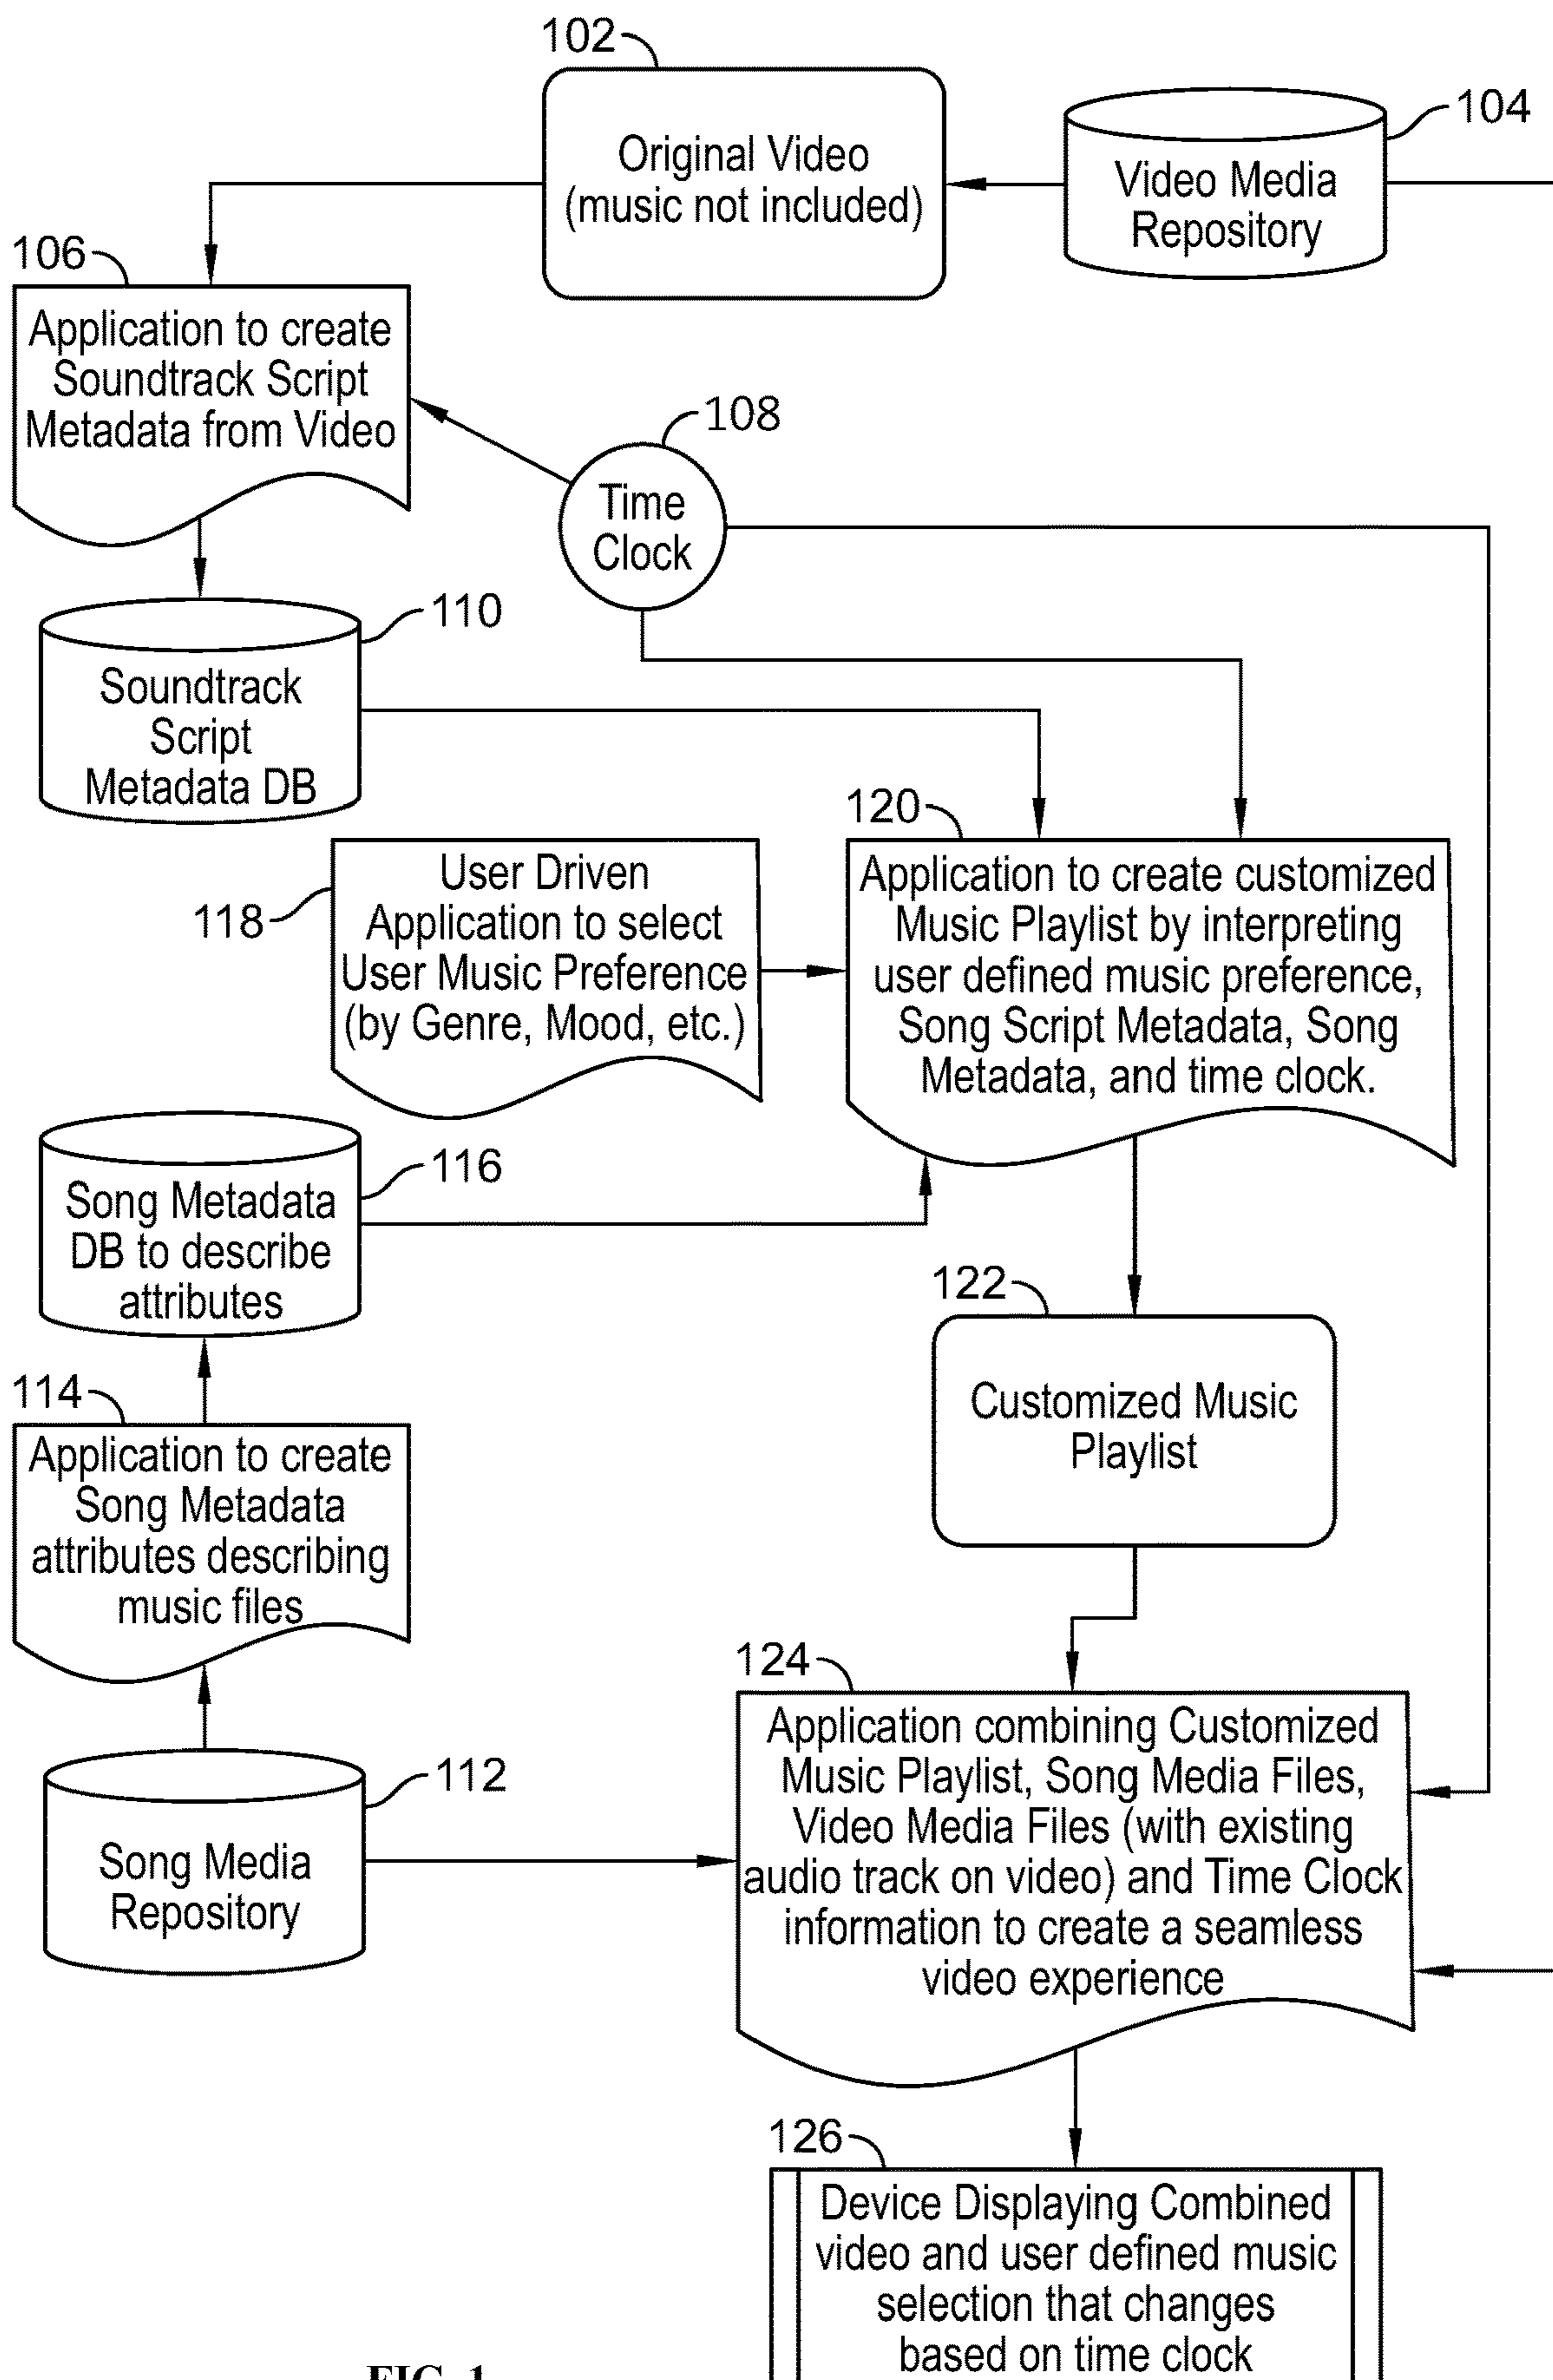 102
Original Video
(music not included)
104
Video Media
Repository
106
Application to create
Soundtrack Script
Metadata from Video
108
Time
Clock
110
Soundtrack
Script
Metadata DB
118
User Driven
Application to select
User Music Preference
(by Genre, Mood, etc.)
120
Application to create customized
Music Playlist by interpreting
user defined music preference,
Song Script Metadata, Song
Metadata, and time clock.
116
Song Metadata
DB to describe
attributes
122
Customized Music
Playlist
114
Application to create
Song Metadata
attributes describing
music files
112
Song Media
Repository
124
Application combining Customized
Music Playlist, Song Media Files,
Video Media Files (with existing
audio track on video) and Time Clock
information to create a seamless
video experience
126
Device Displaying Combined
video and user defined music
selection that changes
based on time clock
FIG. 1